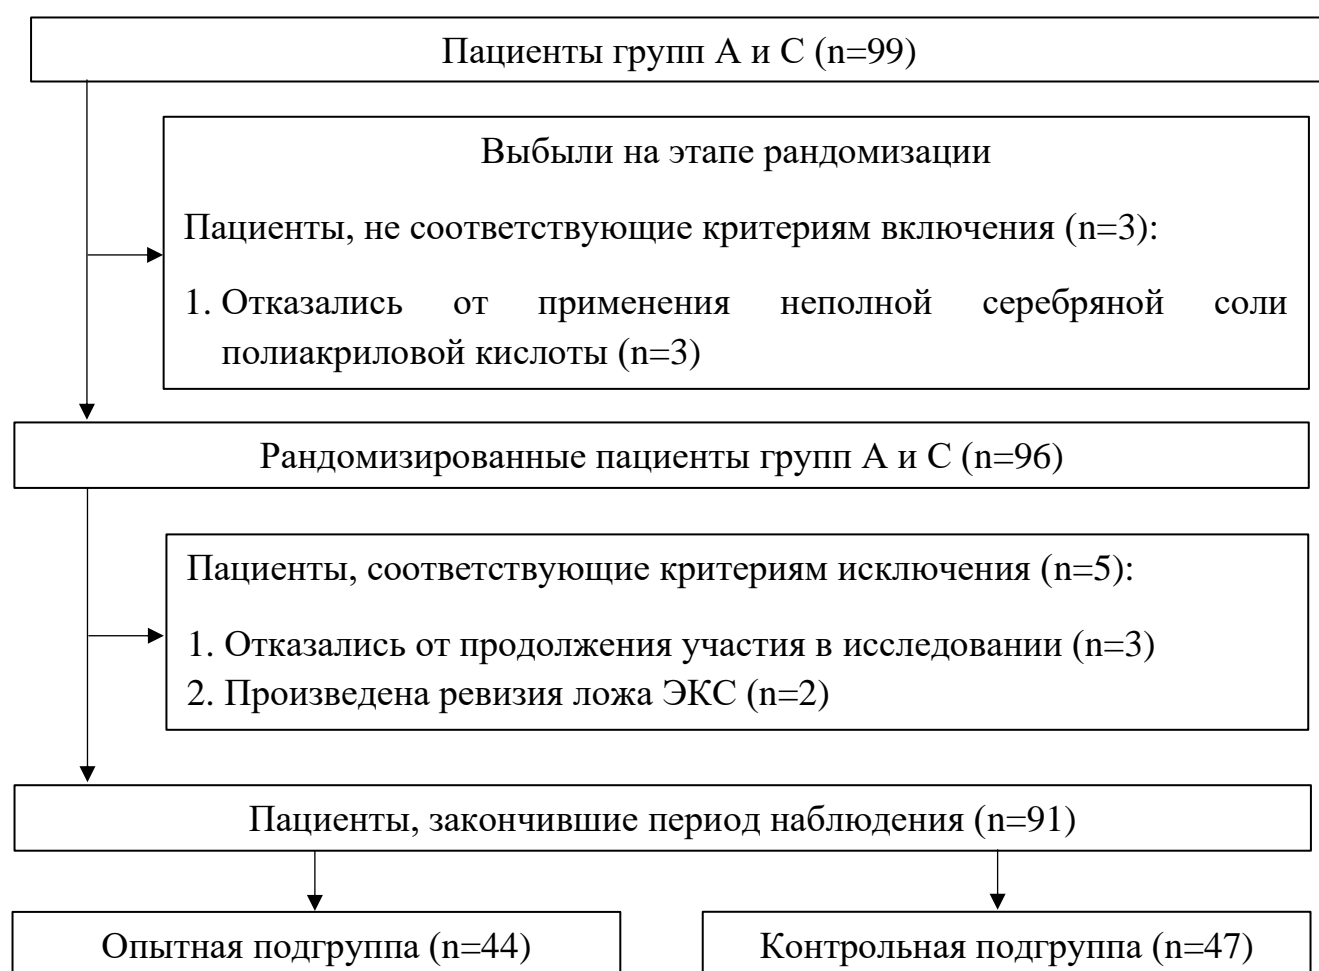 Пациенты групп А и С (n=99)
Выбыли на этапе рандомизации
Пациенты, не соответствующие критериям включения (n=3):
1. Отказались от применения неполной серебряной соли
полиакриловой кислоты (n=3)
Рандомизированные пациенты групп А и С (n=96)
Пациенты, соответствующие критериям исключения (n=5):
1. Отказались от продолжения участия в исследовании (n=3)
2. Произведена ревизия ложа ЭКС (n=2)
Пациенты, закончившие период наблюдения (n=91)
Опытная подгруппа (n=44)
Контрольная подгруппа (n=47)